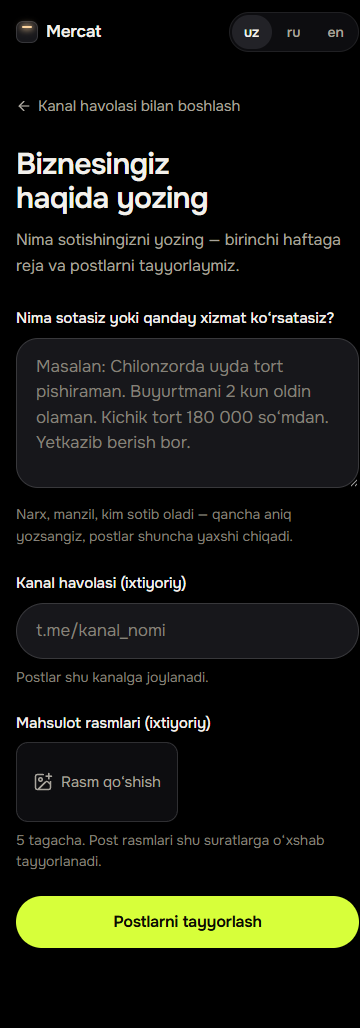 Mercat
uz ru en
← Kanal havolasi bilan boshlash
Biznesingiz
haqida yozing
Nima sotishingizni yozing — birinchi haftaga
reja va postlarni tayyorlaymiz.
Nima sotasiz yoki qanday xizmat koʻrsatasiz?
Masalan: Chilonzorda uyda tort
pishiraman. Buyurtmani 2 kun oldin
olaman. Kichik tort 180 000 soʻmdan.
Yetkazib berish bor.
Narx, manzil, kim sotib oladi — qancha aniq
yozsangiz, postlar shuncha yaxshi chiqadi.
Kanal havolasi (ixtiyoriy)
t.me/kanal_nomi
Postlar shu kanalga joylanadi.
Mahsulot rasmlari (ixtiyoriy)
Rasm qoʻshish
5 tagacha. Post rasmlari shu suratlarga oʻxshab
tayyorlanadi.
Postlarni tayyorlash